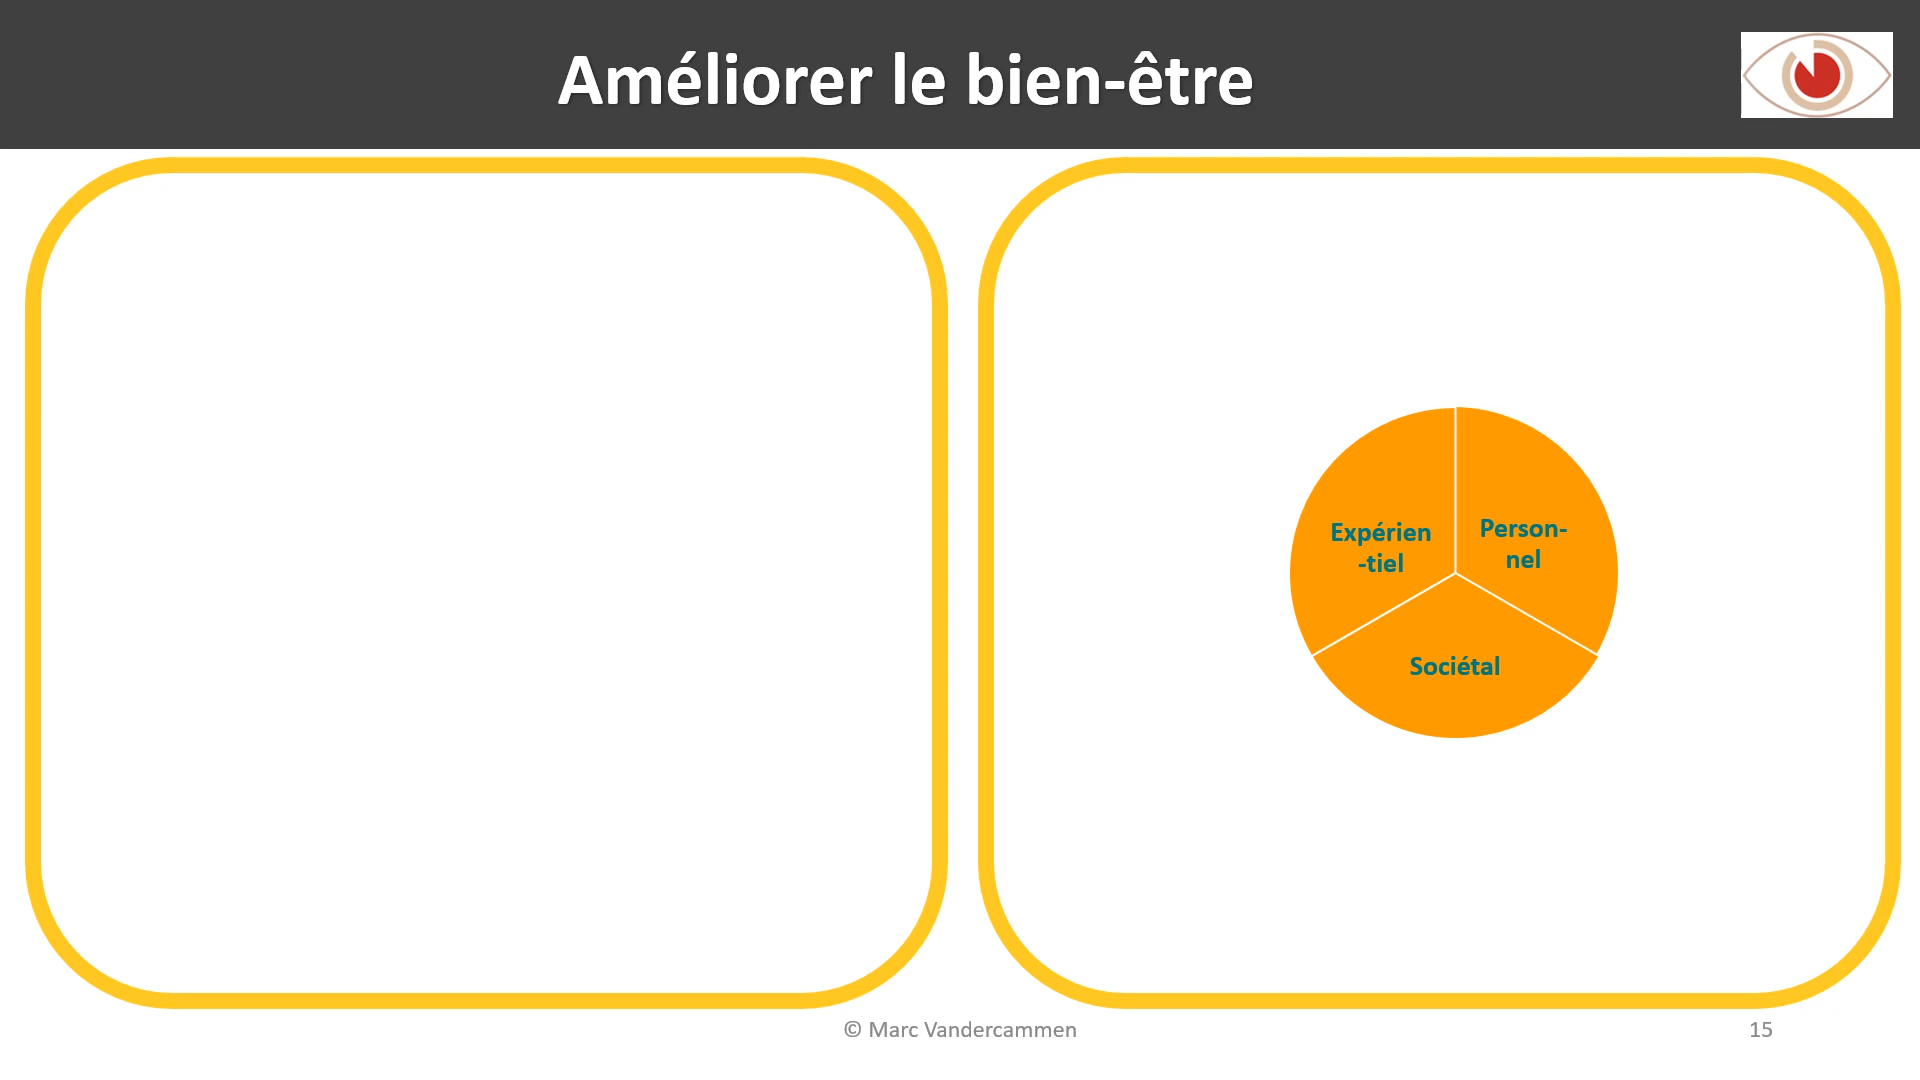 Améliorer le bien-être
Expérien
-tiel
Person-
nel
Sociétal
© Marc Vandercammen
15